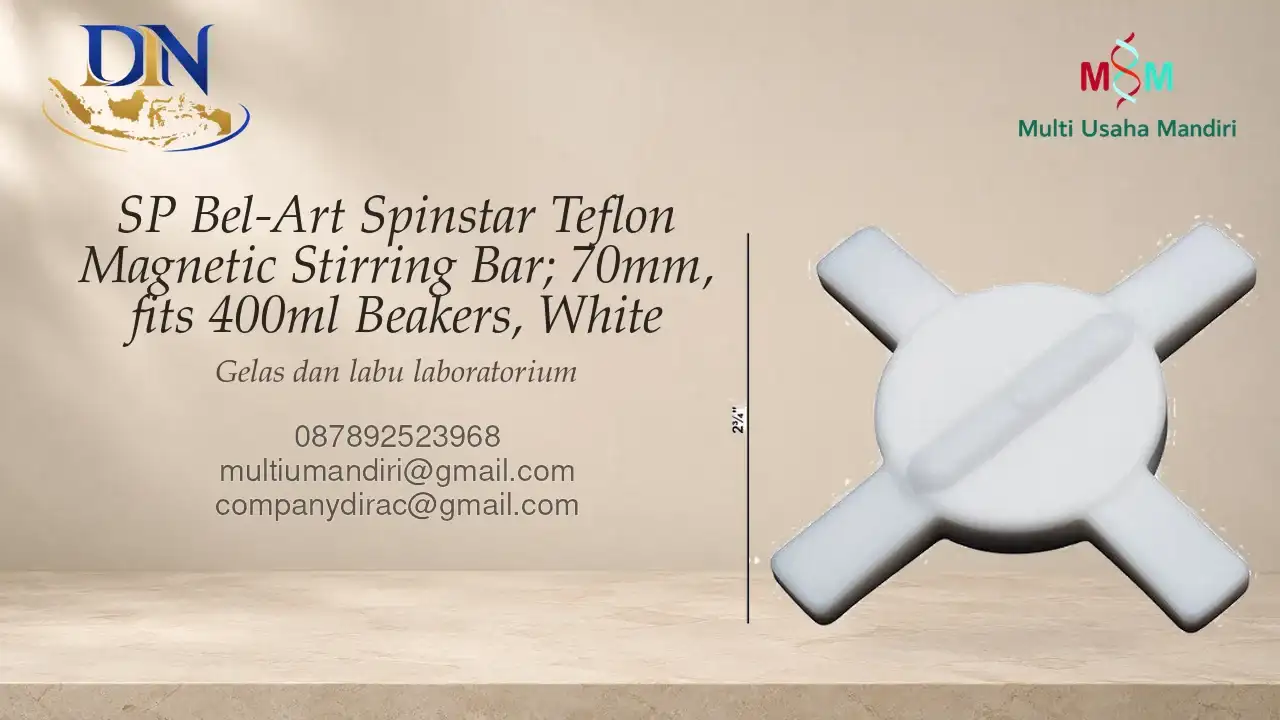 DIN
MSM
Multi Usaha Mandiri
SP Bel-Art Spinstar Teflon
Magnetic Stirring Bar; 70mm,
fits 400ml Beakers, White
Gelas dan labu laboratorium
087892523968
multiumandiri@gmail.com
companydirac@gmail.com
2¾"